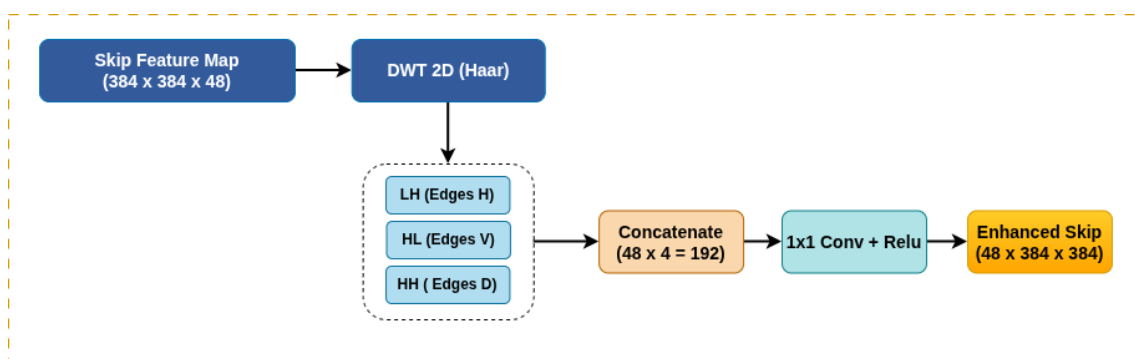 Skip Feature Map
(384 x 384 x 48)
DWT 2D (Haar)
LH (Edges H)
HL (Edges V)
HH ( Edges D)
Concatenate
(48 x 4 = 192)
1x1 Conv + Relu
Enhanced Skip
(48 x 384 x 384)